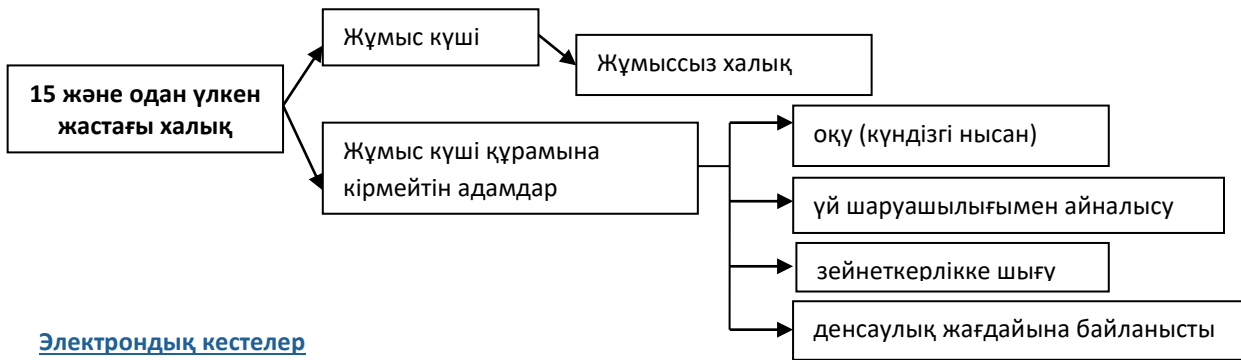 15 және одан үлкен
жастағы халық
Жұмыс күші
Жұмыссыз халық
Жұмыс күші құрамына
кірмейтін адамдар
оқу (күндізгі нысан)
үй шаруашылығымен айналысу
зейнеткерлікке шығу
денсаулық жағдайына байланысты
Электрондық кестелер